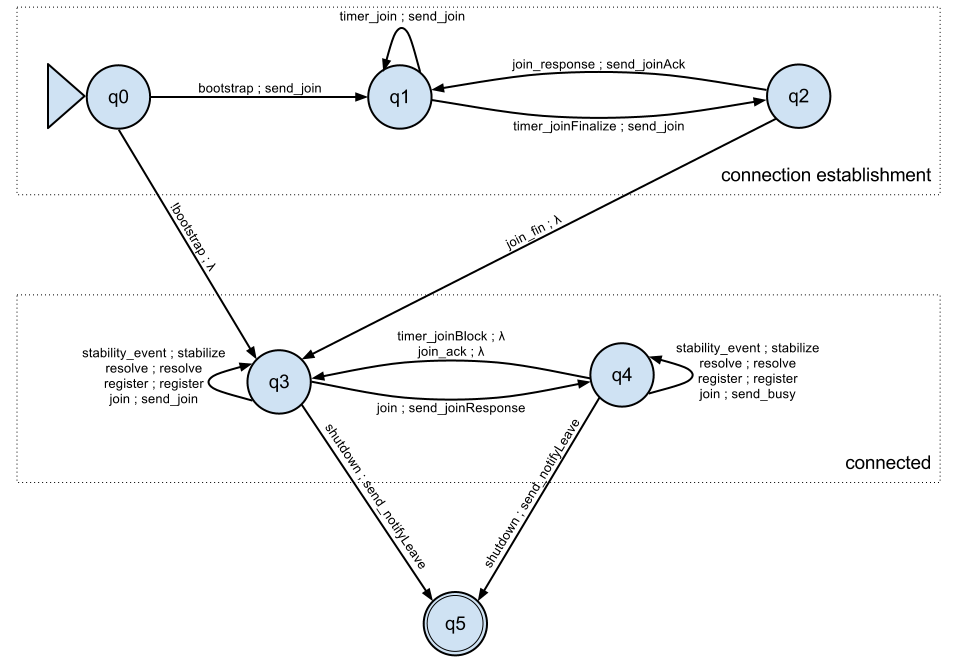 timer_join ; send_join
q0
bootstrap ; send_join
q1
join_response ; send_joinAck
timer_joinFinalize ; send_join
q2
connection establishment
!bootstrap ; λ
join_fin ; λ
stability_event ; stabilize
resolve ; resolve
register ; register
join ; send_join
q3
timer_joinBlock ; λ
join_ack ; λ
join ; send_joinResponse
q4
stability_event ; stabilize
resolve ; resolve
register ; register
join ; send_busy
connected
shutdown ; send_notifyLeave
shutdown ; send_notifyLeave
q5